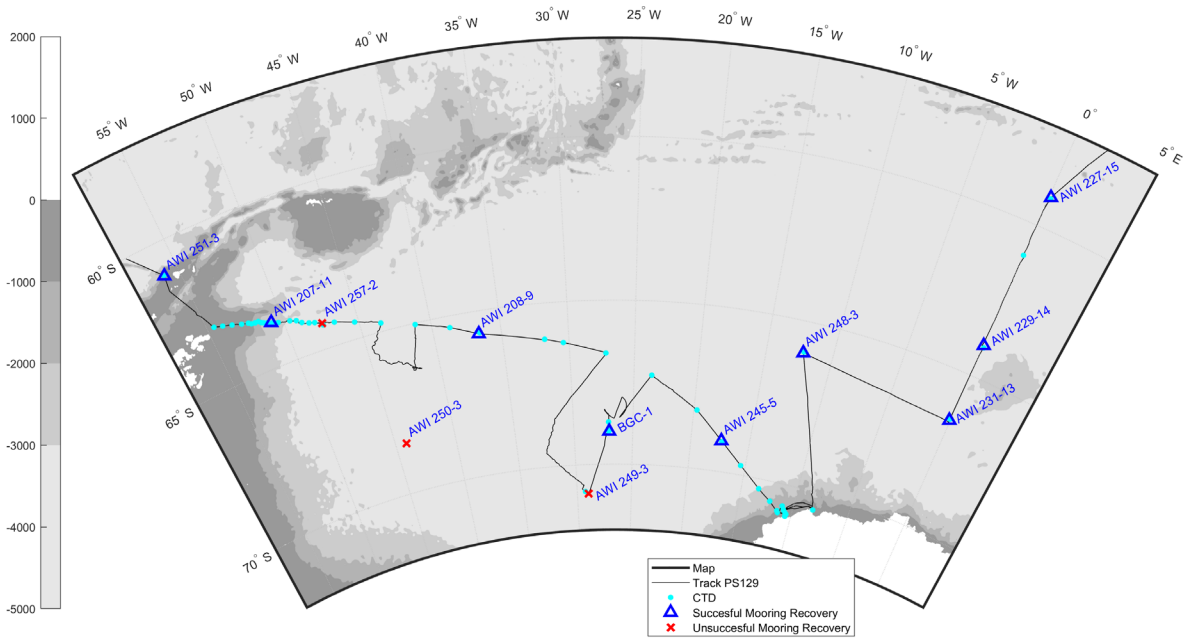 30° W
25° W
20° W
15° W
10° W
5° W
0°
5° E
35° W
40° W
45° W
50° W
55° W
60° S
65° S
70° S
2000
1000
0
-1000
-2000
-3000
-4000
-5000
AWI 251-3
AWI 207-11
AWI 257-2
AWI 208-9
AWI 250-3
AWI 249-3
BGC-1
AWI 245-5
AWI 248-3
AWI 227-15
AWI 229-14
AWI 231-13
Map
Track PS129
CTD
Succesful Mooring Recovery
Unsuccesful Mooring Recovery